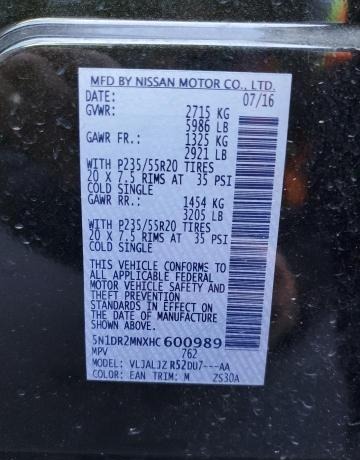 MFD BY NISSAN MOTOR CO., LTD.
DATE: 07/16
GVWR: 2715 KG
5986 LB
GAWR FR.: 1325 KG
2921 LB
WITH P235/55R20 TIRES
20 X 7.5 RIMS AT 35 PSI
COLD SINGLE
GAWR RR.: 1454 KG
3205 LB
WITH P235/55R20 TIRES
20 X 7.5 RIMS AT 35 PSI
COLD SINGLE
THIS VEHICLE CONFORMS TO
ALL APPLICABLE FEDERAL
MOTOR VEHICLE SAFETY AND
THEFT PREVENTION
STANDARDS IN EFFECT ON
THE DATE OF MANUFACTURE
SHOWN ABOVE.
5N1DR2MNXHC600989
MPV 762
MODEL: VLJALJZ R52DU7---AA
COLOR: EAN TRIM: M ZS30A